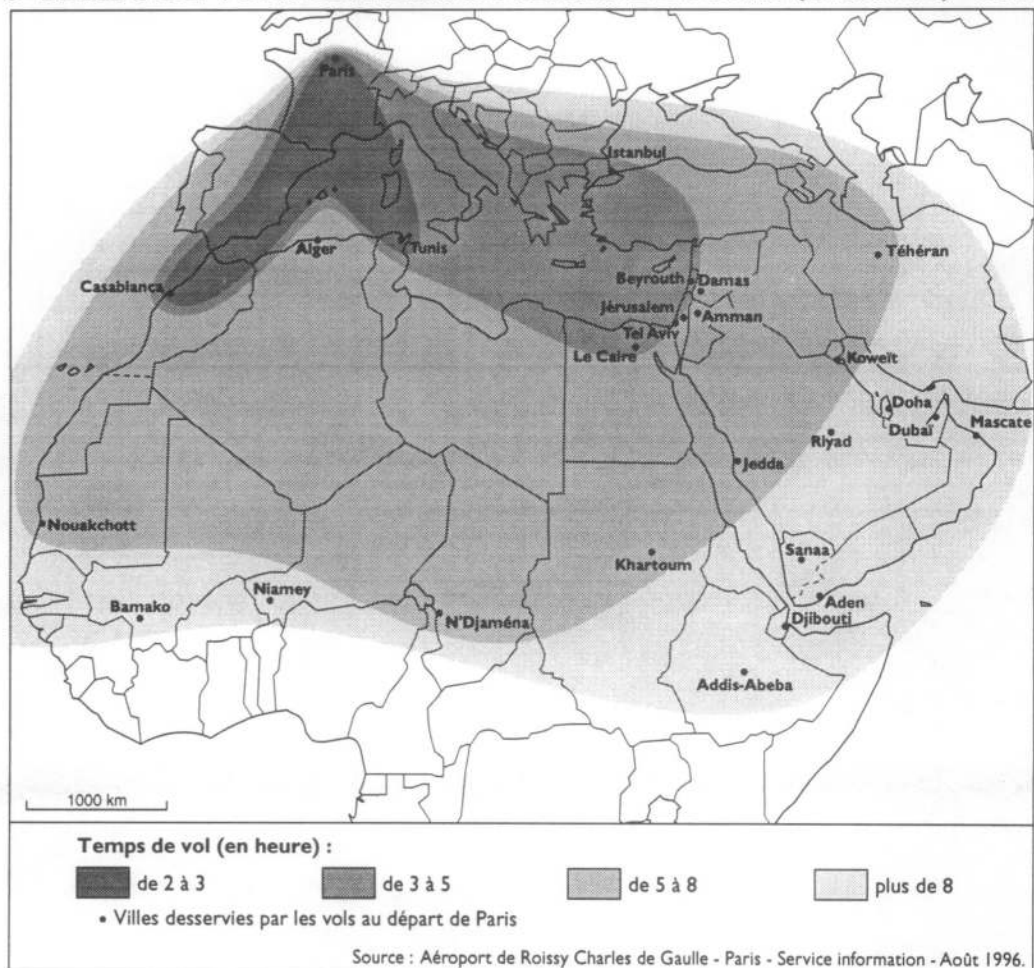 Paris
Istanbul
Alger
Tunis
Téhéran
Casablança
Beyrouth
Damas
Jérusalem
Amman
Tel Aviv
Le Caire
Koweït
Doha
Dubaï
Mascate
Riyad
Jedda
Nouakchott
Khartoum
Sanaa
Niamey
Bamako
N'Djaména
Aden
Djibouti
Addis-Abeba
1000 km
Temps de vol (en heure) :
de 2 à 3
de 3 à 5
de 5 à 8
plus de 8
• Villes desservies par les vols au départ de Paris
Source : Aéroport de Roissy Charles de Gaulle - Paris - Service information - Août 1996.